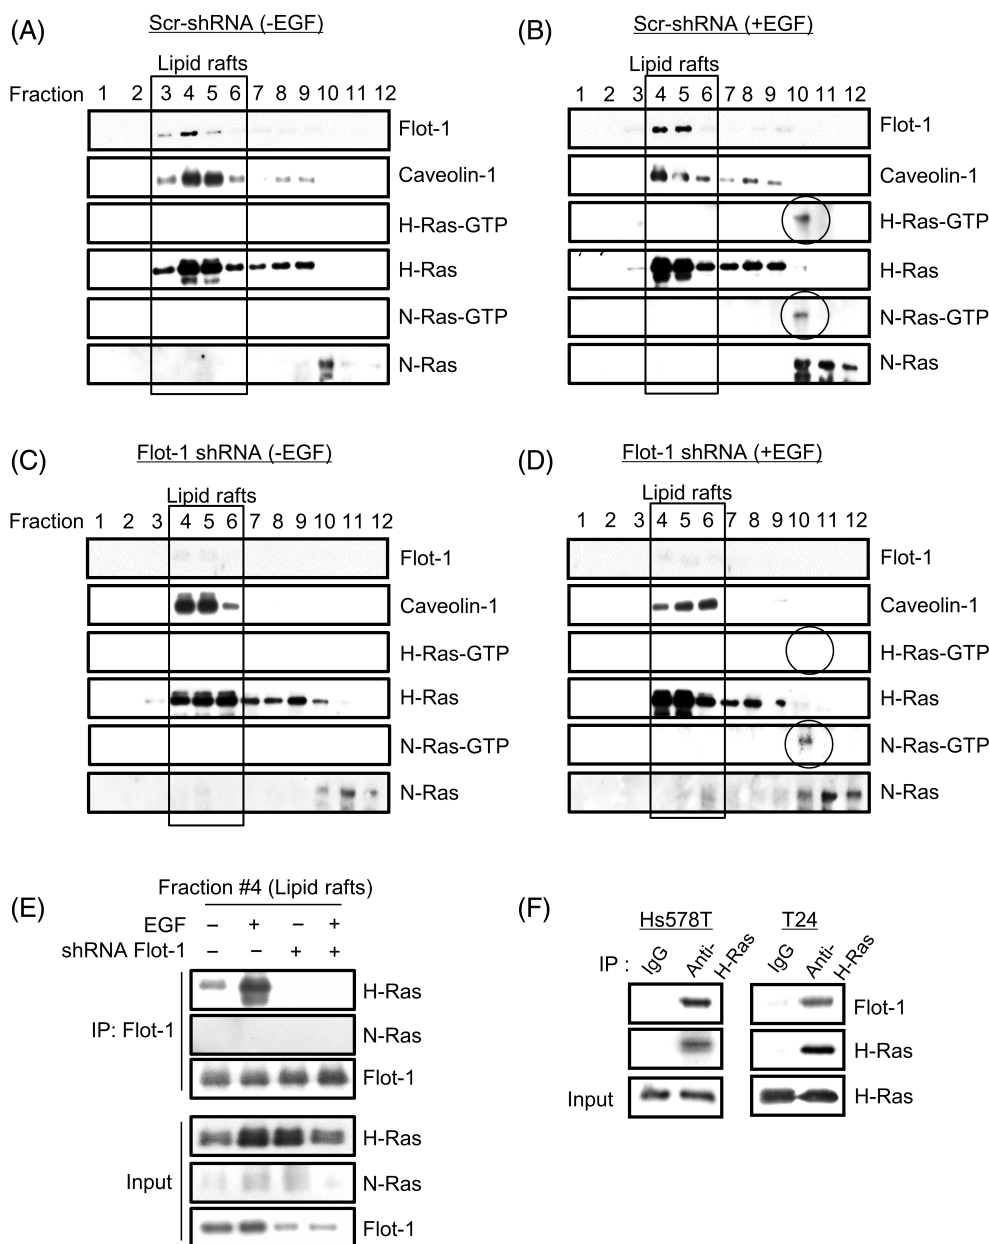 (A)
Scr-shRNA (-EGF)
Lipid rafts
Fraction 1 2 3 4 5 6 7 8 9 10 11 12
Flot-1
Caveolin-1
H-Ras-GTP
H-Ras
N-Ras-GTP
N-Ras
(B)
Scr-shRNA (+EGF)
Lipid rafts
1 2 3 4 5 6 7 8 9 10 11 12
Flot-1
Caveolin-1
H-Ras-GTP
H-Ras
N-Ras-GTP
N-Ras
(C)
Flot-1 shRNA (-EGF)
Lipid rafts
Fraction 1 2 3 4 5 6 7 8 9 10 11 12
Flot-1
Caveolin-1
H-Ras-GTP
H-Ras
N-Ras-GTP
N-Ras
(D)
Flot-1 shRNA (+EGF)
Lipid rafts
1 2 3 4 5 6 7 8 9 10 11 12
Flot-1
Caveolin-1
H-Ras-GTP
H-Ras
N-Ras-GTP
N-Ras
(E)
Fraction #4 (Lipid rafts)
EGF – + – +
shRNA Flot-1 – – + +
IP: Flot-1
H-Ras
N-Ras
Flot-1
Input
H-Ras
N-Ras
Flot-1
(F)
Hs578T T24
IP : IgG Anti-H-Ras IgG Anti-H-Ras
Flot-1
H-Ras
Input H-Ras